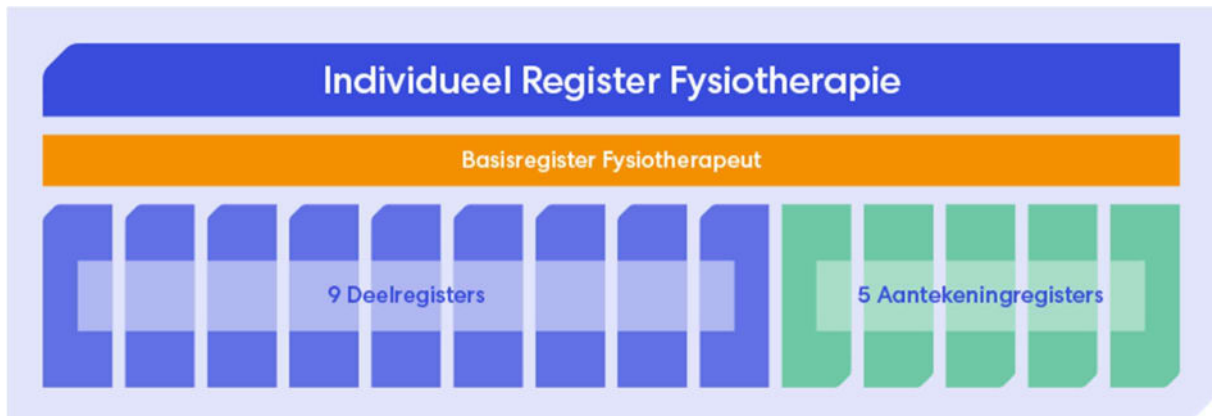 Individueel Register Fysiotherapie
Basisregister Fysiotherapeut
9 Deelregisters
5 Aantekeningregisters